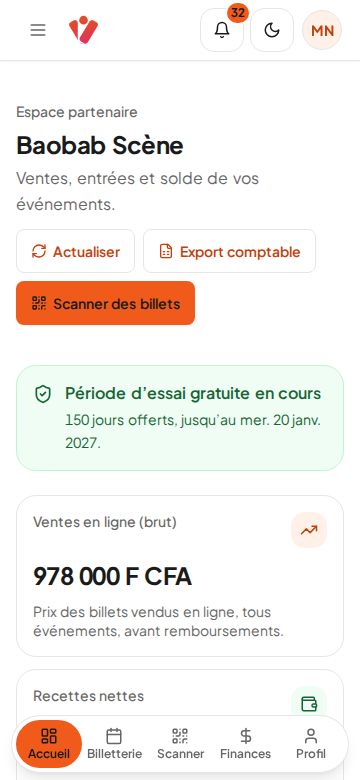 32
MN
Espace partenaire
Baobab Scène
Ventes, entrées et solde de vos
événements.
Actualiser
Export comptable
Scanner des billets
Période d'essai gratuite en cours
150 jours offerts, jusqu'au mer. 20 janv.
2027.
Ventes en ligne (brut)
978 000 F CFA
Prix des billets vendus en ligne, tous
événements, avant remboursements.
Recettes nettes
Accueil
Billetterie
Scanner
Finances
Profil